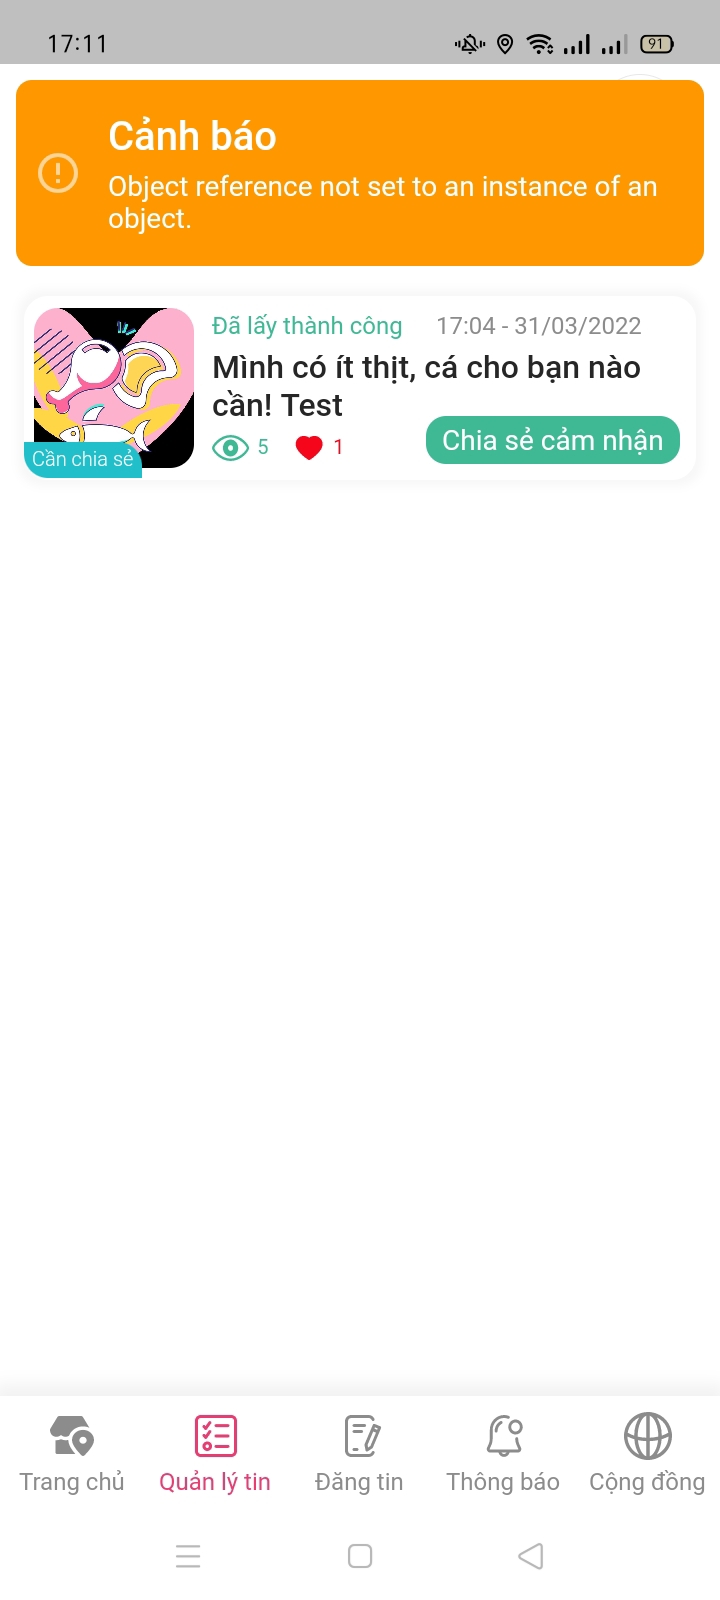 17:11
91
Cảnh báo
Object reference not set to an instance of an
object.
Đã lấy thành công 17:04 - 31/03/2022
Mình có ít thịt, cá cho bạn nào
cần! Test
Cần chia sẻ
5 1
Chia sẻ cảm nhận
Trang chủ Quản lý tin Đăng tin Thông báo Cộng đồng